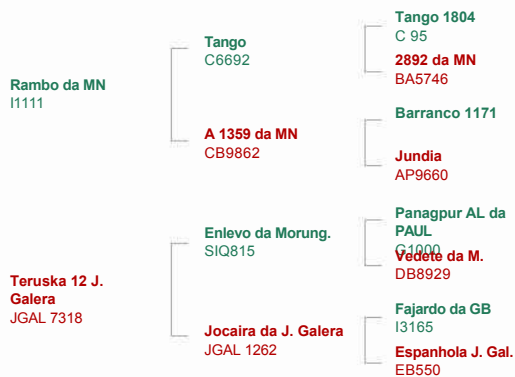 Rambo da MN
I1111
Teruska 12 J.
Galera
JGAL 7318
Tango
C6692
A 1359 da MN
CB9862
Enlevo da Morung.
SIQ815
Jocaira da J. Galera
JGAL 1262
Tango 1804
C 95
2892 da MN
BA5746
Barranco 1171
Jundia
AP9660
Panagpur AL da
PAUL
G1000
Vedete da M.
DB8929
Fajardo da GB
I3165
Espanhola J. Gal.
EB550